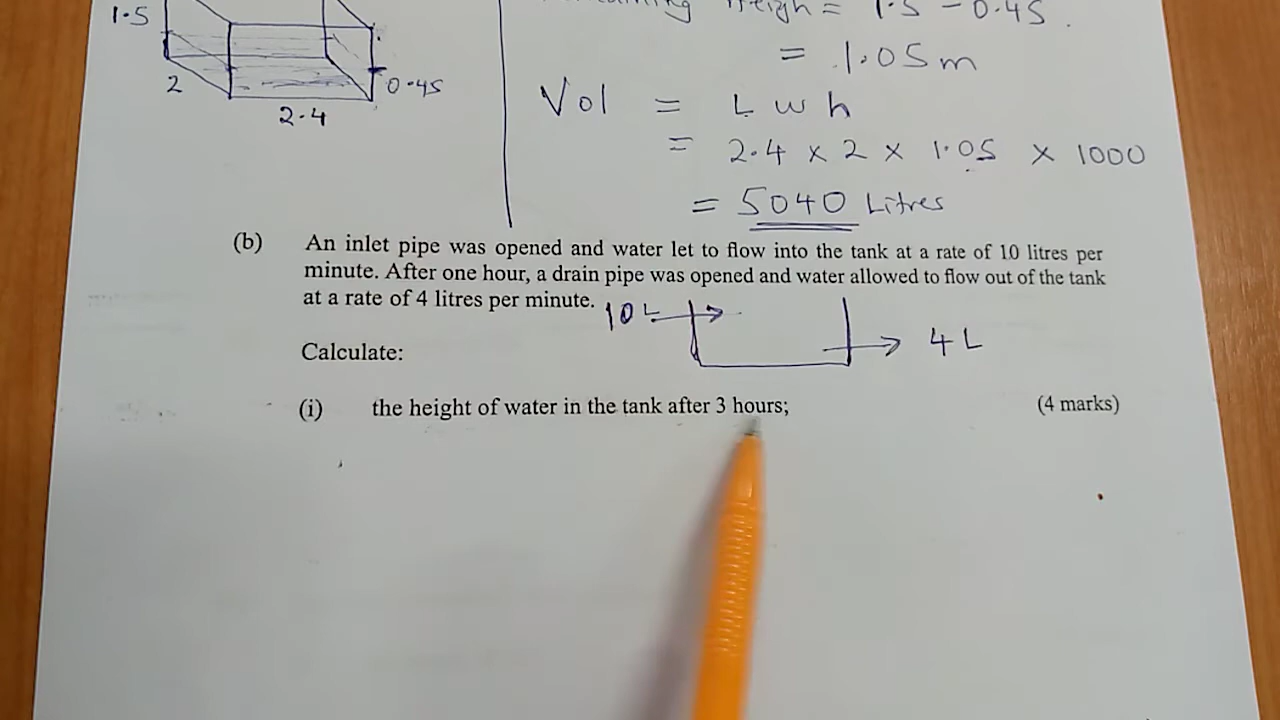 1.5
2
2.4
0.45
Heigh = 1.5 - 0.45.
= 1.05m
Vol = L w h
= 2.4 x 2 x 1.05 x 1000
= 5040 Litres
(b) An inlet pipe was opened and water let to flow into the tank at a rate of 10 litres per
minute. After one hour, a drain pipe was opened and water allowed to flow out of the tank
at a rate of 4 litres per minute.
10 L
4 L
Calculate:
(i) the height of water in the tank after 3 hours; (4 marks)